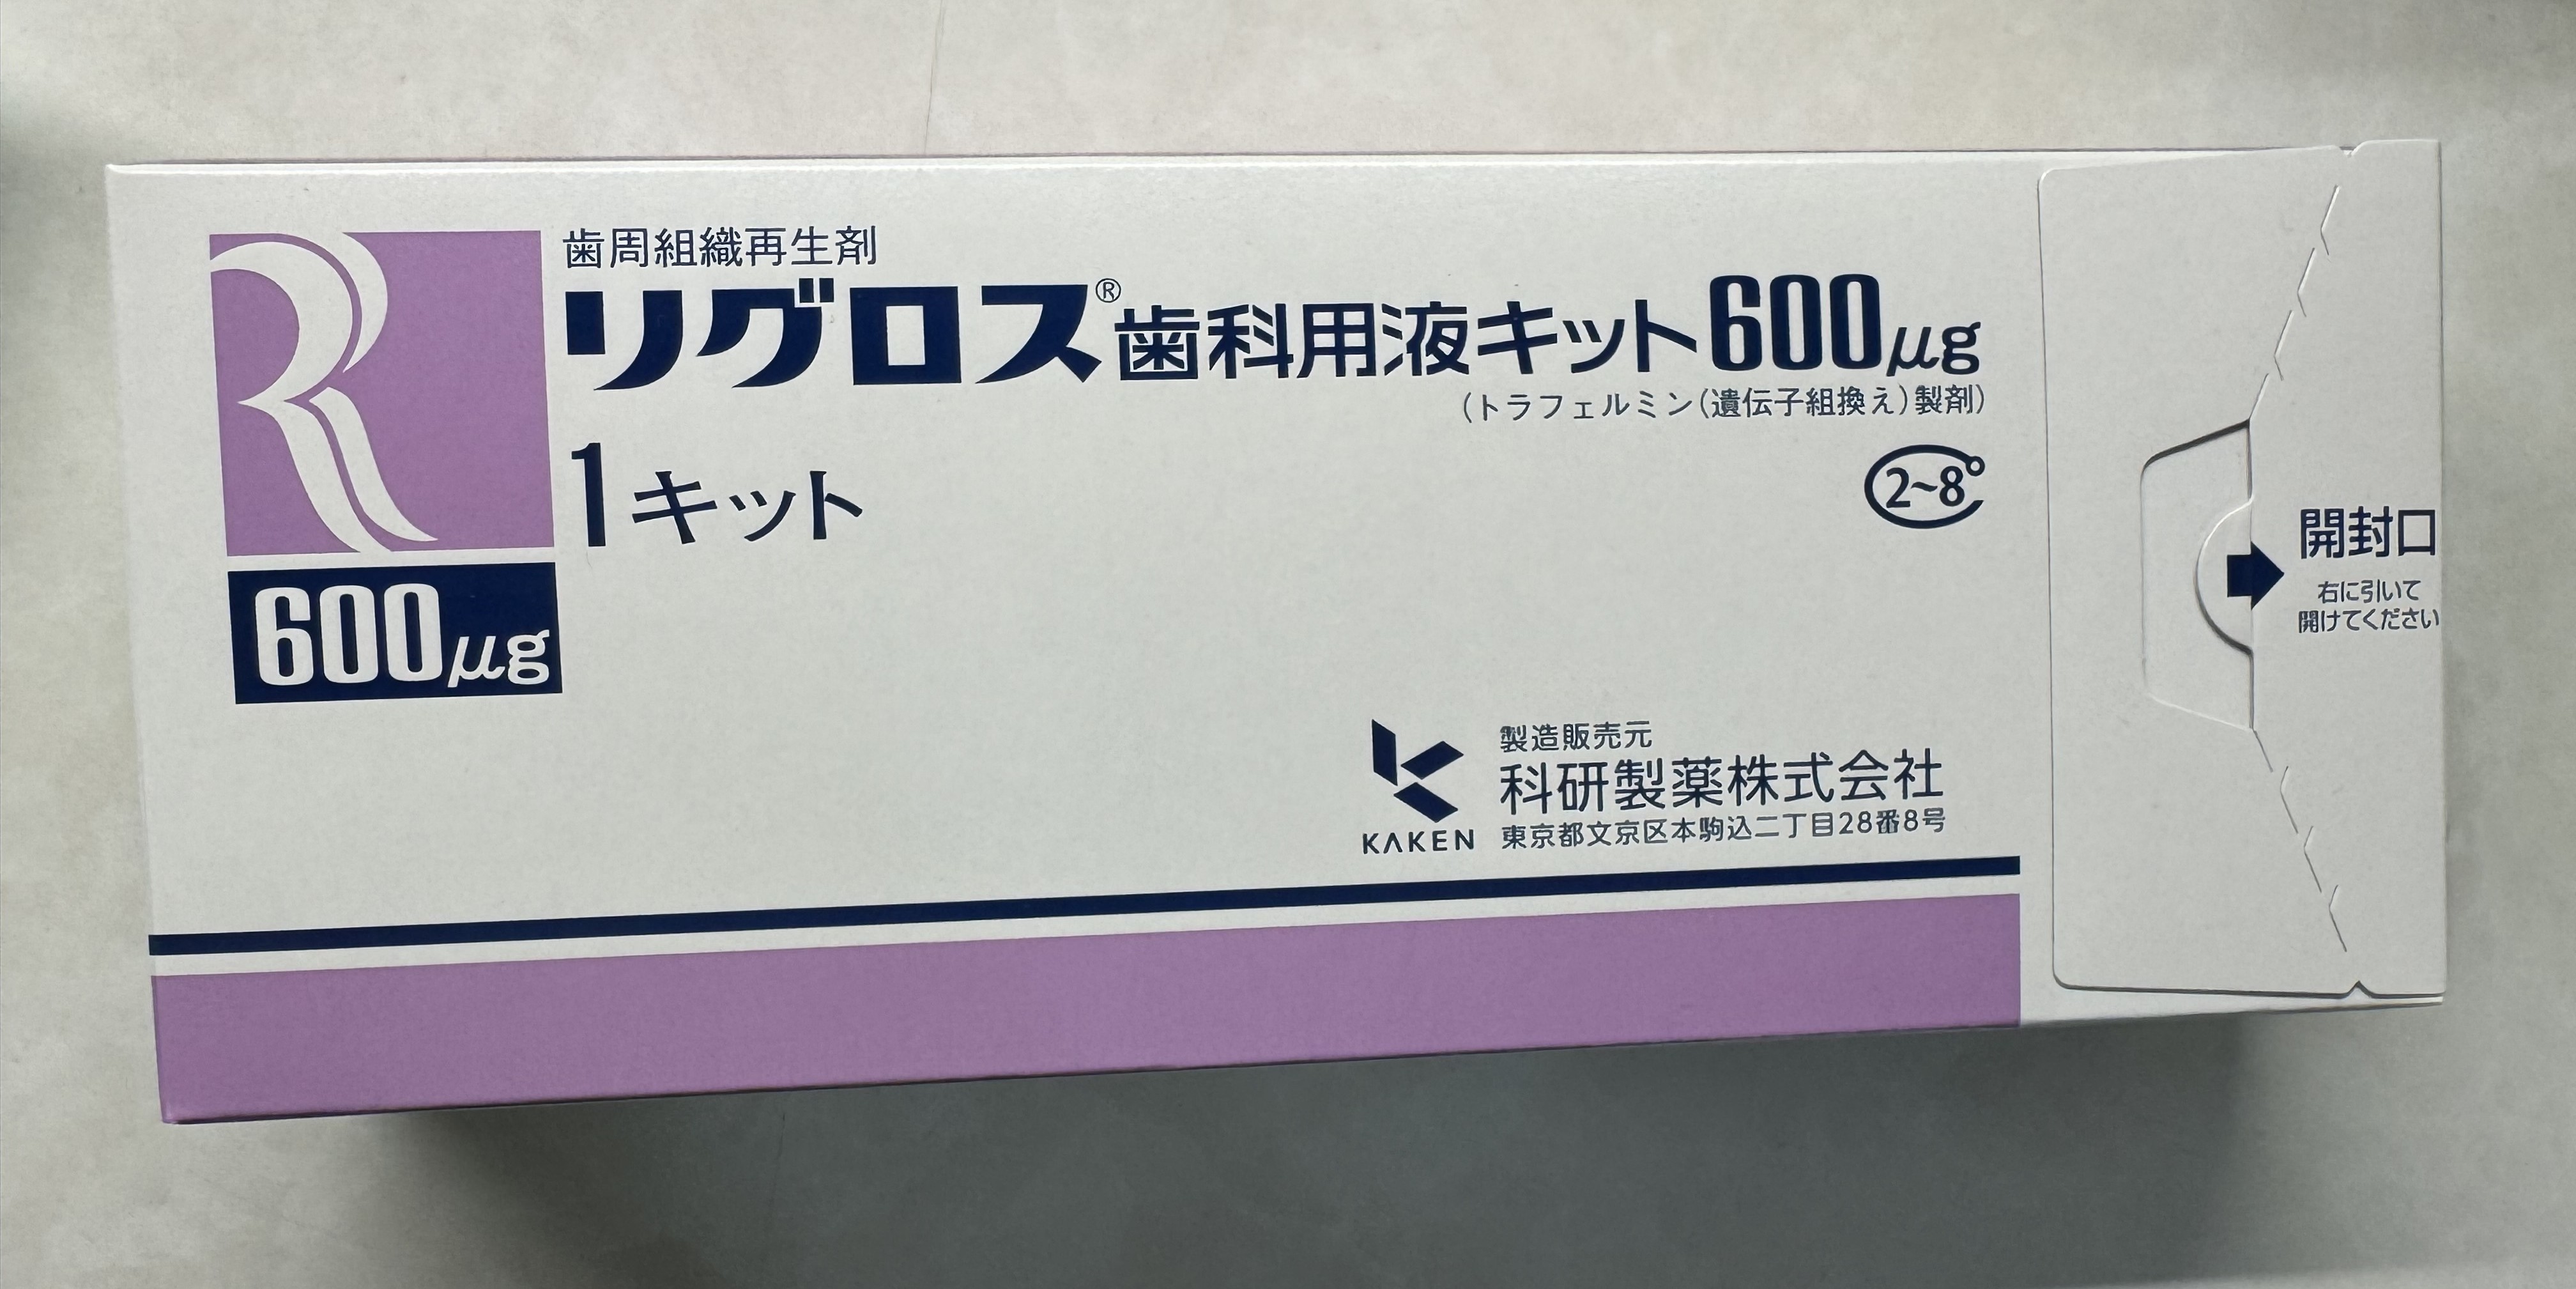 歯周組織再生剤
リグロス®歯科用液キット600μg
(トラフェルミン(遺伝子組換え)製剤)
1キット
2~8°
600μg
開封口
右に引いて
開けてください
製造販売元
科研製薬株式会社
東京都文京区本駒込二丁目28番8号
KAKEN